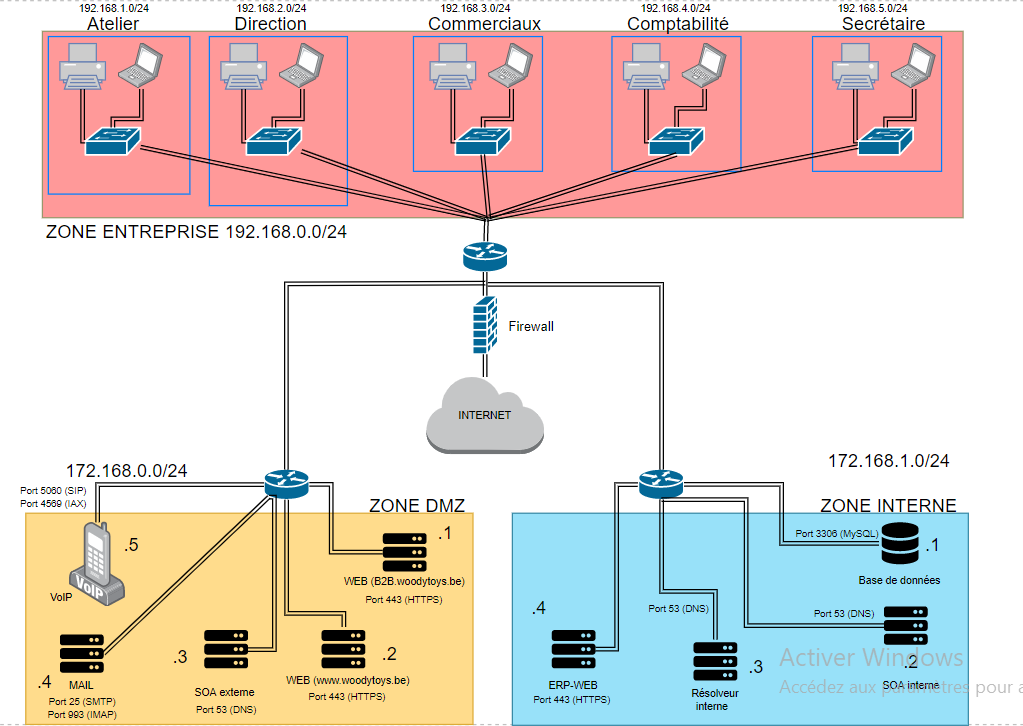 192.168.1.0/24
192.168.2.0/24
192.168.3.0/24
192.168.4.0/24
192.168.5.0/24
Atelier
Direction
Commerciaux
Comptabilité
Secrétaire
ZONE ENTREPRISE 192.168.0.0/24
Firewall
INTERNET
172.168.0.0/24
Port 5060 (SIP)
Port 4569 (IAX)
ZONE DMZ
.5
VoIP
VoIP
.1
WEB (B2B.woodytoys.be)
Port 443 (HTTPS)
.4
MAIL
Port 25 (SMTP)
Port 993 (IMAP)
.3
SOA externe
Port 53 (DNS)
.2
WEB (www.woodytoys.be)
Port 443 (HTTPS)
172.168.1.0/24
ZONE INTERNE
Port 3306 (MySQL)
.1
Base de données
.4
ERP-WEB
Port 443 (HTTPS)
Port 53 (DNS)
.3
Résolveur
interne
Port 53 (DNS)
.2
SOA interne
Activer Windows
Accédez aux paramètres pour a